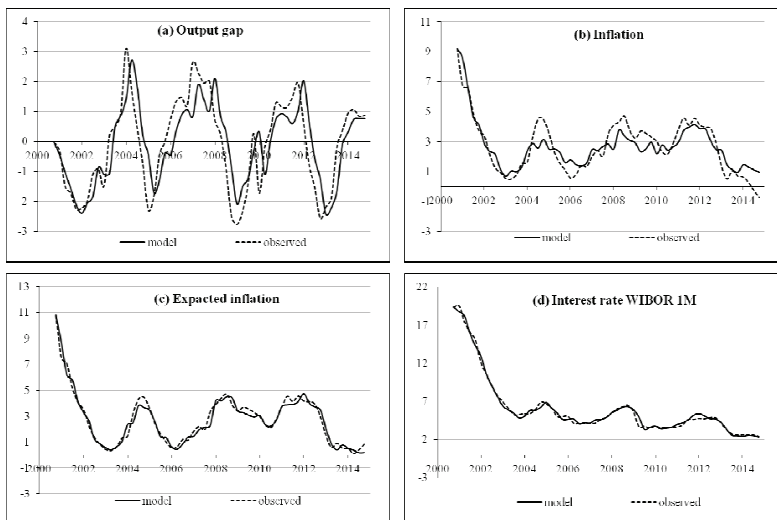 (a) Output gap
4
3
2
1
0
-1
-2
-3
2000 2002 2004 2006 2008 2010 2012 2014
model observed
(b) Inflation
11
9
7
5
3
1
-1
-3
2000 2002 2004 2006 2008 2010 2012 2014
model observed
(c) Expacted inflation
13
11
9
7
5
3
1
-1
-3
2000 2002 2004 2006 2008 2010 2012 2014
model observed
(d) Interest rate WIBOR 1M
22
17
12
7
2
-3
2000 2002 2004 2006 2008 2010 2012 2014
model observed